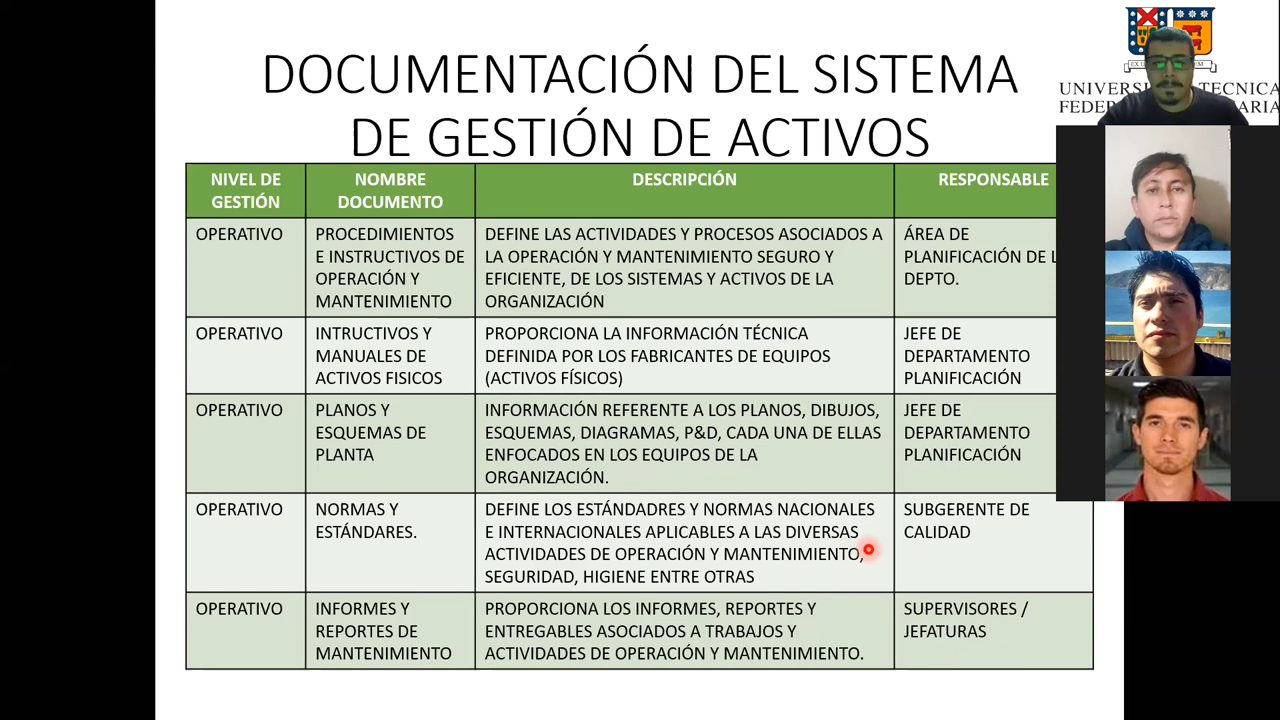 DOCUMENTACIÓN DEL SISTEMA
DE GESTIÓN DE ACTIVOS
NIVEL DE
GESTIÓN
NOMBRE
DOCUMENTO
DESCRIPCIÓN
RESPONSABLE
OPERATIVO
PROCEDIMIENTOS
E INSTRUCTIVOS DE
OPERACIÓN Y
MANTENIMIENTO
DEFINE LAS ACTIVIDADES Y PROCESOS ASOCIADOS A
LA OPERACIÓN Y MANTENIMIENTO SEGURO Y
EFICIENTE, DE LOS SISTEMAS Y ACTIVOS DE LA
ORGANIZACIÓN
ÁREA DE
PLANIFICACIÓN DE
DEPTO.
OPERATIVO
INTRUCTIVOS Y
MANUALES DE
ACTIVOS FISICOS
PROPORCIONA LA INFORMACIÓN TÉCNICA
DEFINIDA POR LOS FABRICANTES DE EQUIPOS
(ACTIVOS FÍSICOS)
JEFE DE
DEPARTAMENTO
PLANIFICACIÓN
OPERATIVO
PLANOS Y
ESQUEMAS DE
PLANTA
INFORMACIÓN REFERENTE A LOS PLANOS, DIBUJOS,
ESQUEMAS, DIAGRAMAS, P&D, CADA UNA DE ELLAS
ENFOCADOS EN LOS EQUIPOS DE LA
ORGANIZACIÓN.
JEFE DE
DEPARTAMENTO
PLANIFICACIÓN
OPERATIVO
NORMAS Y
ESTÁNDARES.
DEFINE LOS ESTÁNDADRES Y NORMAS NACIONALES
E INTERNACIONALES APLICABLES A LAS DIVERSAS
ACTIVIDADES DE OPERACIÓN Y MANTENIMIENTO,
SEGURIDAD, HIGIENE ENTRE OTRAS
SUBGERENTE DE
CALIDAD
OPERATIVO
INFORMES Y
REPORTES DE
MANTENIMIENTO
PROPORCIONA LOS INFORMES, REPORTES Y
ENTREGABLES ASOCIADOS A TRABAJOS Y
ACTIVIDADES DE OPERACIÓN Y MANTENIMIENTO.
SUPERVISORES /
JEFATURAS